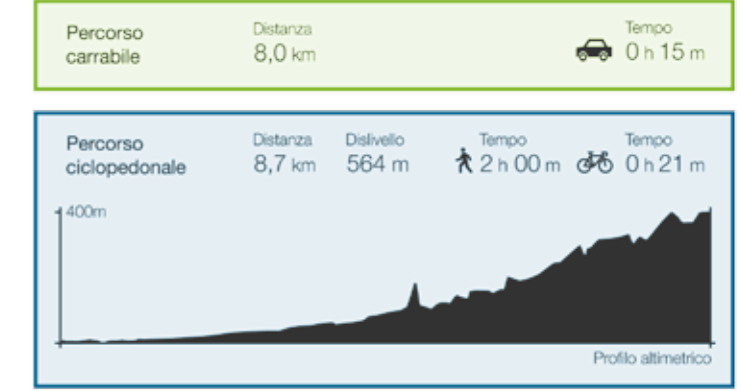 Percorso
carrabile
Distanza
8,0 km
Tempo
0 h 15 m
Percorso
ciclopedonale
Distanza
8,7 km
Dislivello
564 m
Tempo
2 h 00 m
Tempo
0 h 21 m
400m
Profilo altimetrico